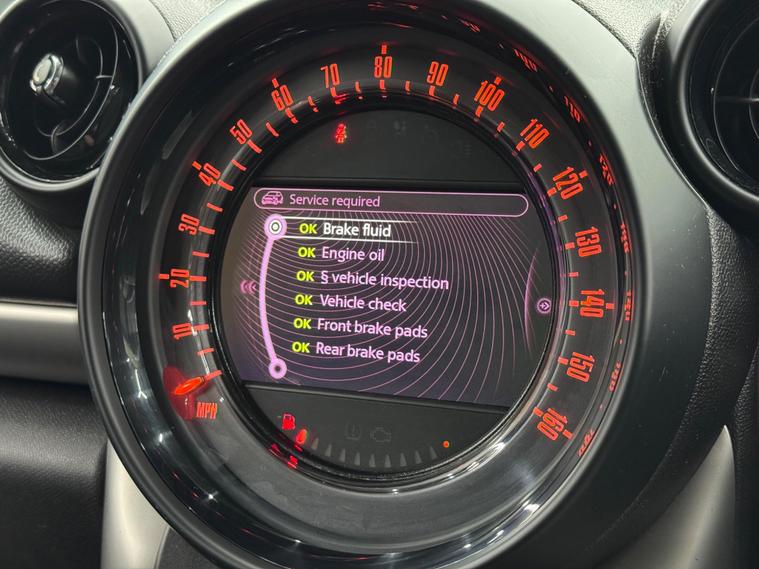 80
70
90
60
100
50
110
40
120
30
130
20
140
10
150
MPH
160
Service required
OK Brake fluid
OK Engine oil
OK § vehicle inspection
OK Vehicle check
OK Front brake pads
OK Rear brake pads